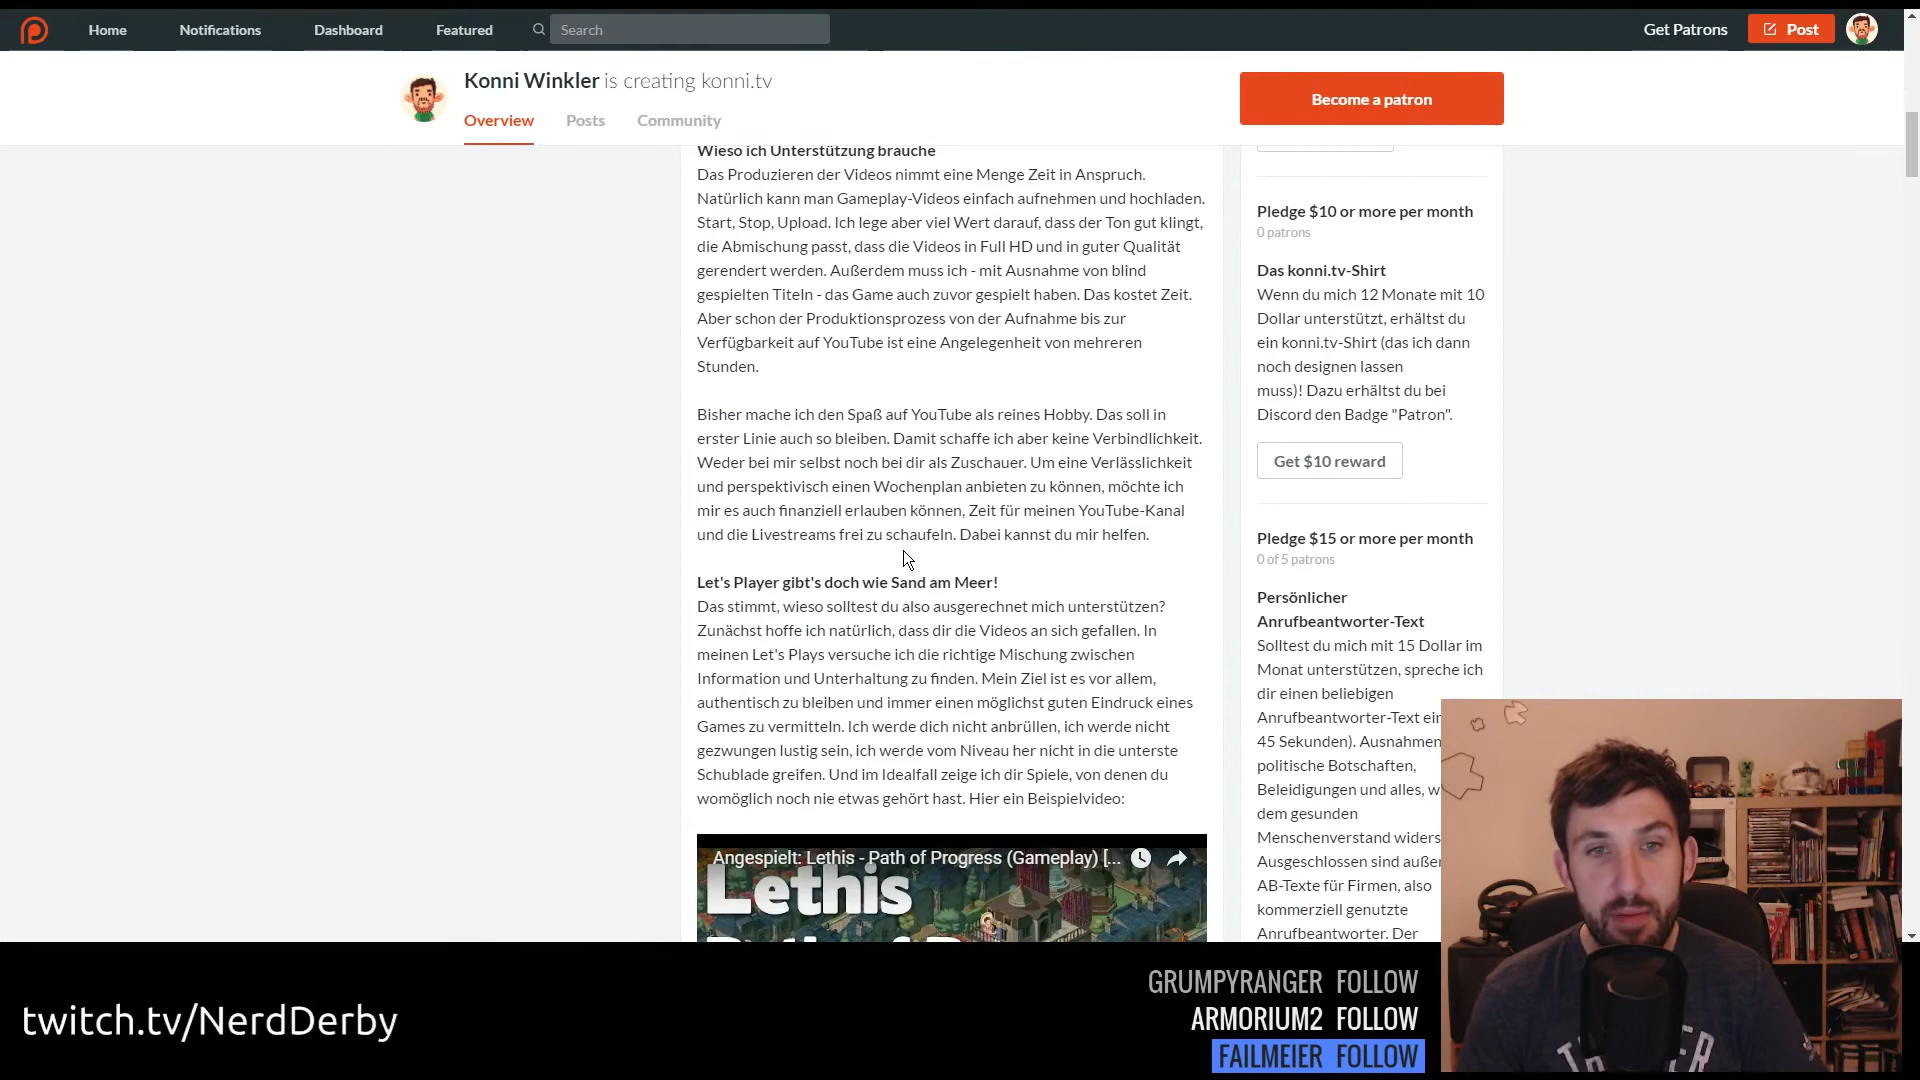 Home Notifications Dashboard Featured Search Get Patrons Post
Konni Winkler is creating konni.tv
Become a patron
Overview Posts Community
Wieso ich Unterstützung brauche
Das Produzieren der Videos nimmt eine Menge Zeit in Anspruch.
Natürlich kann man Gameplay-Videos einfach aufnehmen und hochladen.
Start, Stop, Upload. Ich lege aber viel Wert darauf, dass der Ton gut klingt,
die Abmischung passt, dass die Videos in Full HD und in guter Qualität
gerendert werden. Außerdem muss ich - mit Ausnahme von blind
gespielten Titeln - das Game auch zuvor gespielt haben. Das kostet Zeit.
Aber schon der Produktionsprozess von der Aufnahme bis zur
Verfügbarkeit auf YouTube ist eine Angelegenheit von mehreren
Stunden.
Bisher mache ich den Spaß auf YouTube als reines Hobby. Das soll in
erster Linie auch so bleiben. Damit schaffe ich aber keine Verbindlichkeit.
Weder bei mir selbst noch bei dir als Zuschauer. Um eine Verlässlichkeit
und perspektivisch einen Wochenplan anbieten zu können, möchte ich
mir es auch finanziell erlauben können, Zeit für meinen YouTube-Kanal
und die Livestreams frei zu schaufeln. Dabei kannst du mir helfen.
Let's Player gibt's doch wie Sand am Meer!
Das stimmt, wieso solltest du also ausgerechnet mich unterstützen?
Zunächst hoffe ich natürlich, dass dir die Videos an sich gefallen. In
meinen Let's Plays versuche ich die richtige Mischung zwischen
Information und Unterhaltung zu finden. Mein Ziel ist es vor allem,
authentisch zu bleiben und immer einen möglichst guten Eindruck eines
Games zu vermitteln. Ich werde dich nicht anbrüllen, ich werde nicht
gezwungen lustig sein, ich werde vom Niveau her nicht in die unterste
Schublade greifen. Und im Idealfall zeige ich dir Spiele, von denen du
womöglich noch nie etwas gehört hast. Hier ein Beispielvideo:
Angespielt: Lethis - Path of Progress (Gameplay) [...
Lethis
Pledge $10 or more per month
0 patrons
Das konni.tv-Shirt
Wenn du mich 12 Monate mit 10
Dollar unterstützt, erhältst du
ein konni.tv-Shirt (das ich dann
noch designen lassen
muss)! Dazu erhältst du bei
Discord den Badge "Patron".
Get $10 reward
Pledge $15 or more per month
0 of 5 patrons
Persönlicher
Anrufbeantworter-Text
Solltest du mich mit 15 Dollar im
Monat unterstützen, spreche ich
dir einen beliebigen
Anrufbeantworter-Text
45 Sekunden). Ausnahmen
politische Botschaften,
Beleidigungen und alles,
dem gesunden
Menschenverstand
Ausgeschlossen sind
AB-Texte für Firmen, also
kommerziell genutzte
Anrufbeantworter. Der
twitch.tv/NerdDerby
GRUMPYRANGER FOLLOW
ARMORIUM2 FOLLOW
FAILMEIER FOLLOW